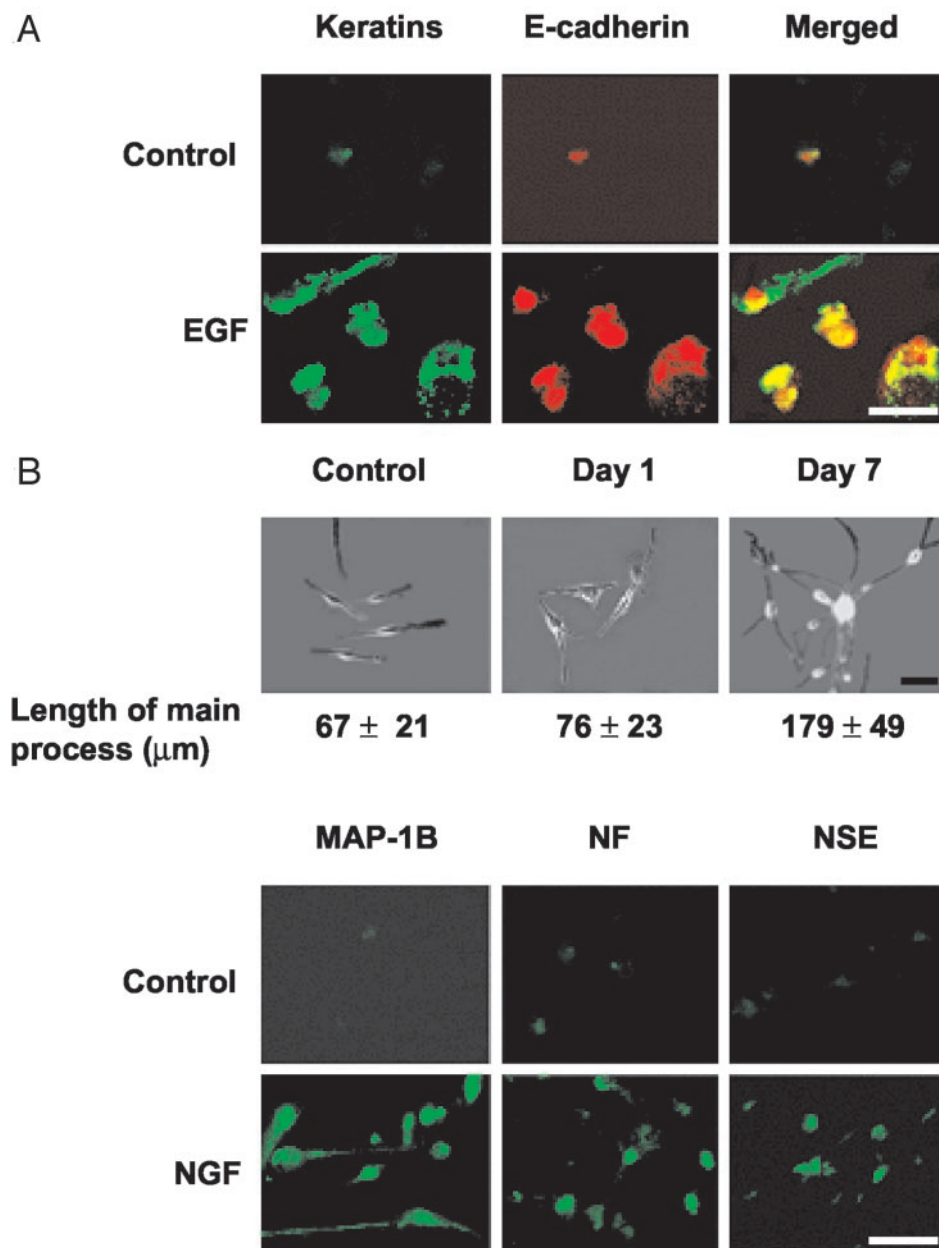 A
Keratins E-cadherin Merged
Control
EGF
B
Control Day 1 Day 7
Length of main
process (μm)
67 ± 21 76 ± 23 179 ± 49
MAP-1B NF NSE
Control
NGF